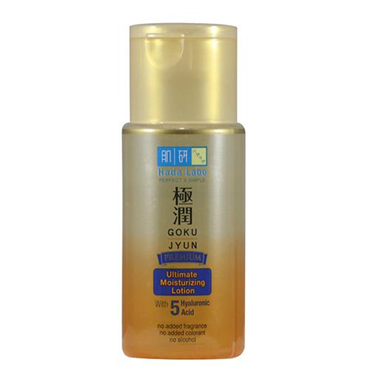 肌研
Hada Labo
PERFECT & SIMPLE
極
潤
GOKU
JYUN
PREMIUM
Ultimate
Moisturizing
Lotion
With 5 Hyaluronic
Acid
no added fragrance
no added colorant
no alcohol